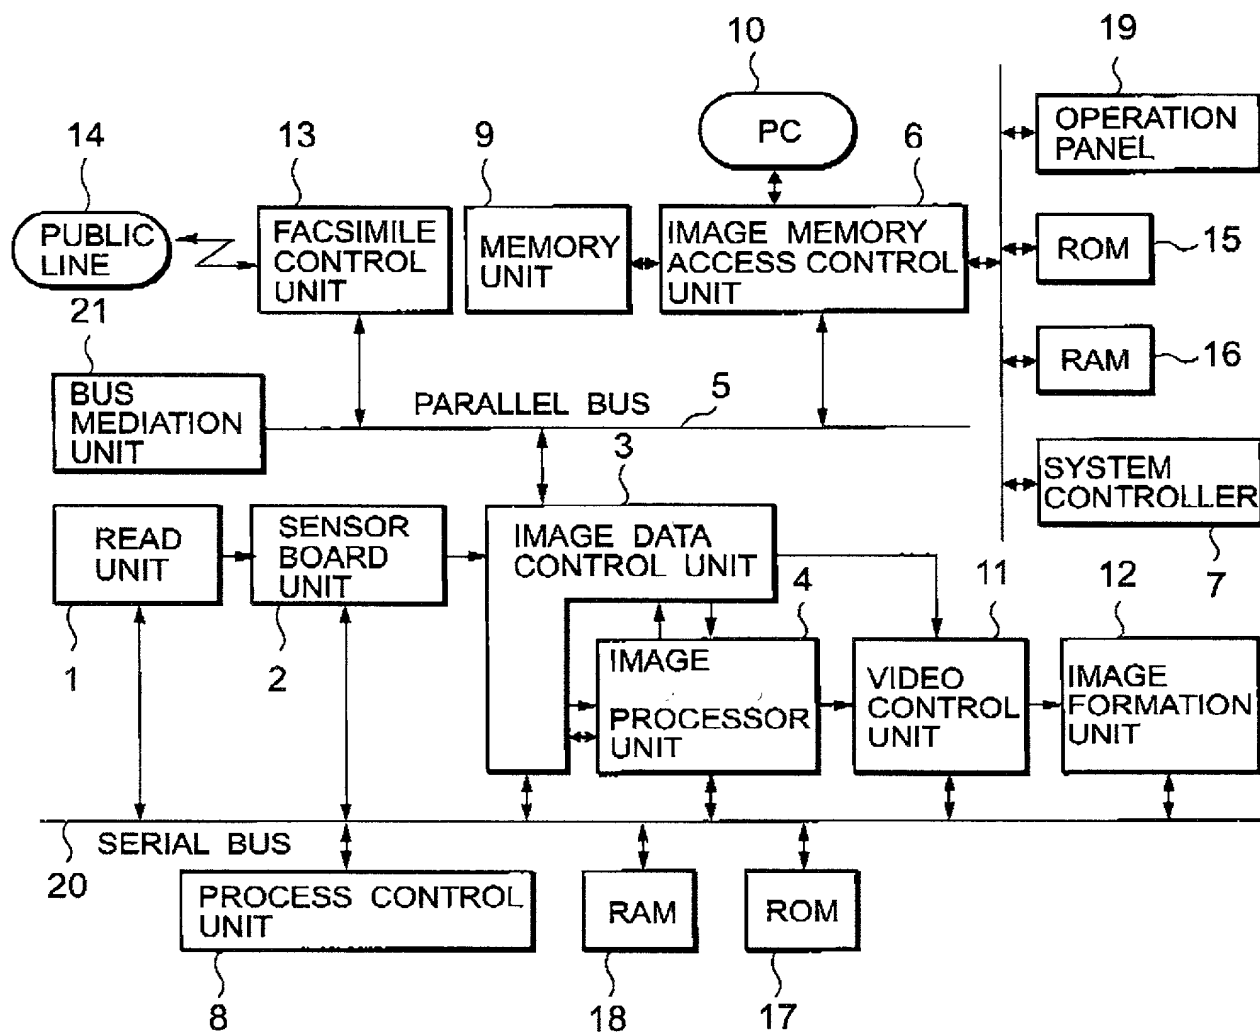 10
19
14
13
9
PC
6
OPERATION
PANEL
PUBLIC
LINE
FACSIMILE
CONTROL
UNIT
MEMORY
UNIT
IMAGE MEMORY
ACCESS CONTROL
UNIT
ROM
15
21
RAM
16
BUS
MEDIATION
UNIT
PARALLEL BUS
5
3
SYSTEM
CONTROLLER
7
READ
UNIT
SENSOR
BOARD
UNIT
IMAGE DATA
CONTROL UNIT
4
11
12
1
2
IMAGE
PROCESSOR
UNIT
VIDEO
CONTROL
UNIT
IMAGE
FORMATION
UNIT
SERIAL BUS
20
PROCESS CONTROL
UNIT
RAM
ROM
8
18
17